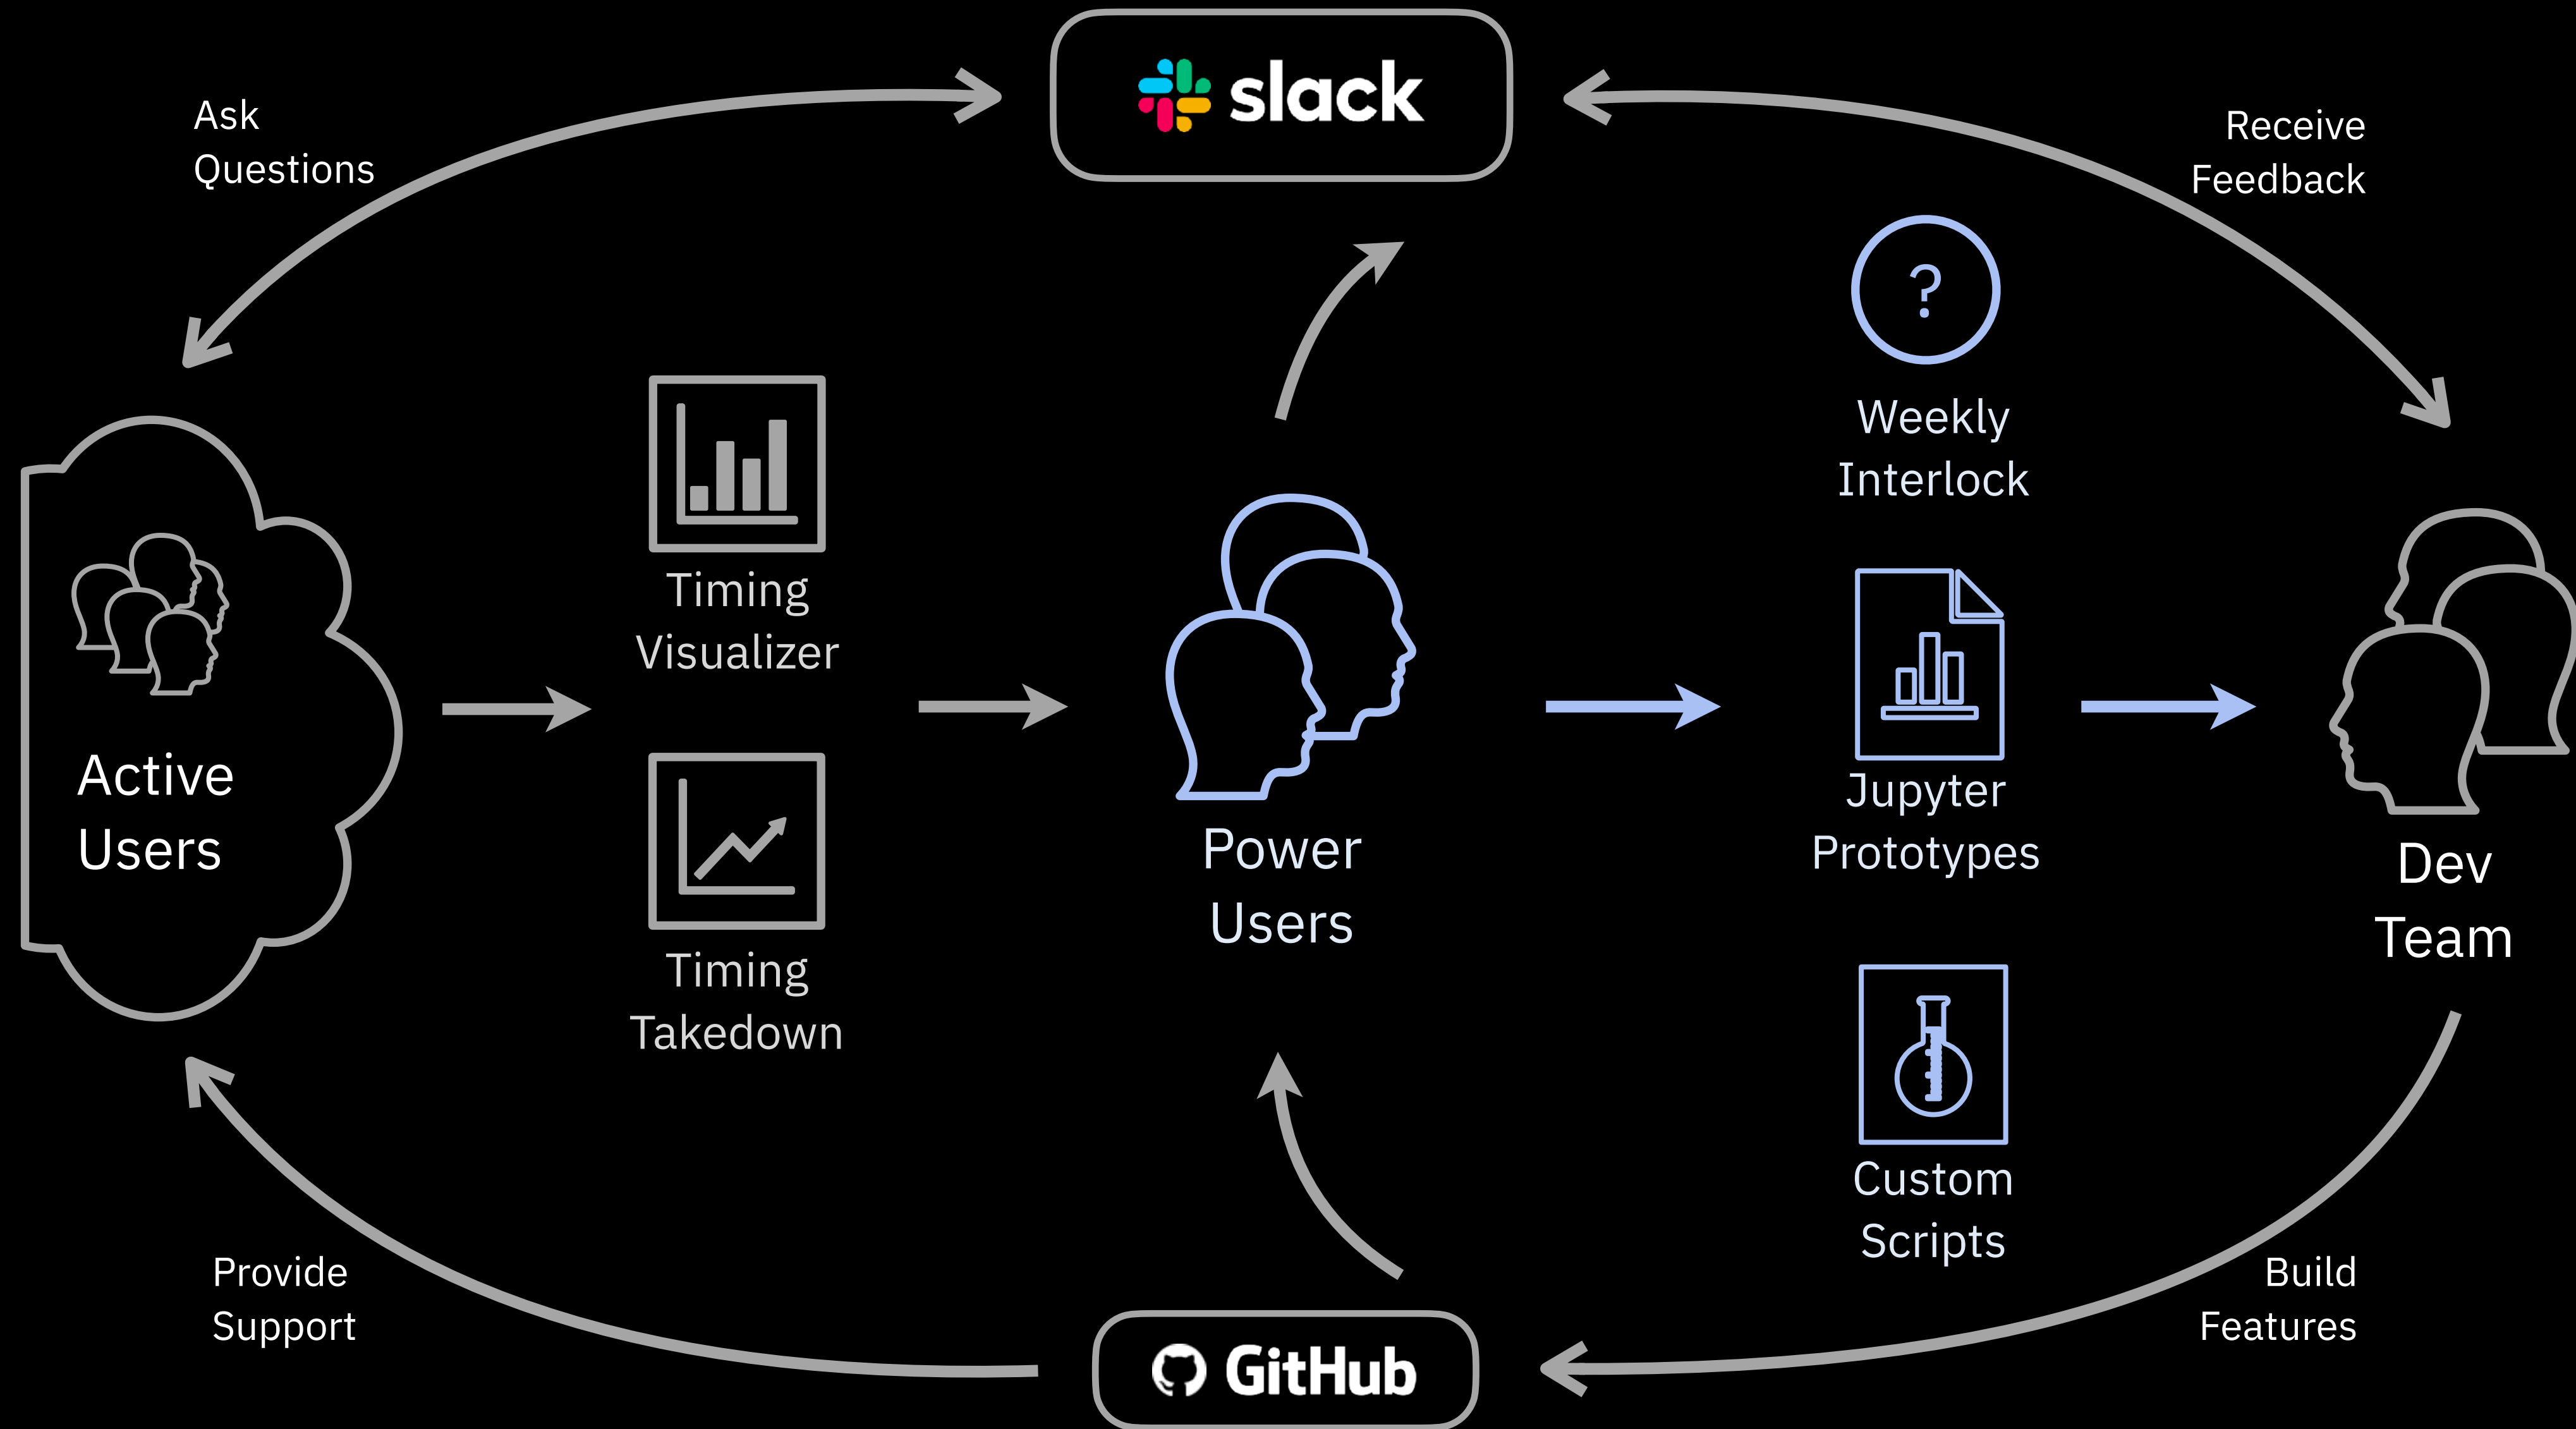 slack
Ask
Questions
Receive
Feedback
?
Weekly
Interlock
Timing
Visualizer
Active
Users
Jupyter
Prototypes
Power
Users
Dev
Team
Timing
Takedown
Custom
Scripts
Provide
Support
Build
Features
GitHub